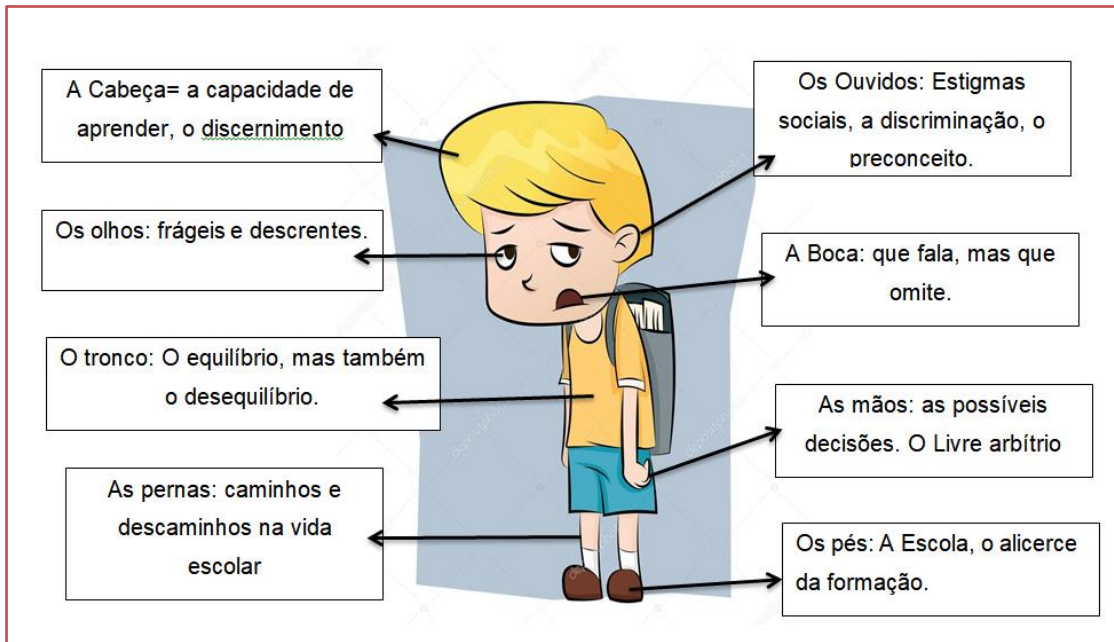 A Cabeça= a capacidade de
aprender, o discernimento
Os Ouvidos: Estigmas
sociais, a discriminação, o
preconceito.
Os olhos: frágeis e descrentes.
A Boca: que fala, mas que
omite.
O tronco: O equilíbrio, mas também
o desequilíbrio.
As mãos: as possíveis
decisões. O Livre arbítrio
As pernas: caminhos e
descaminhos na vida
escolar
Os pés: A Escola, o alicerce
da formação.